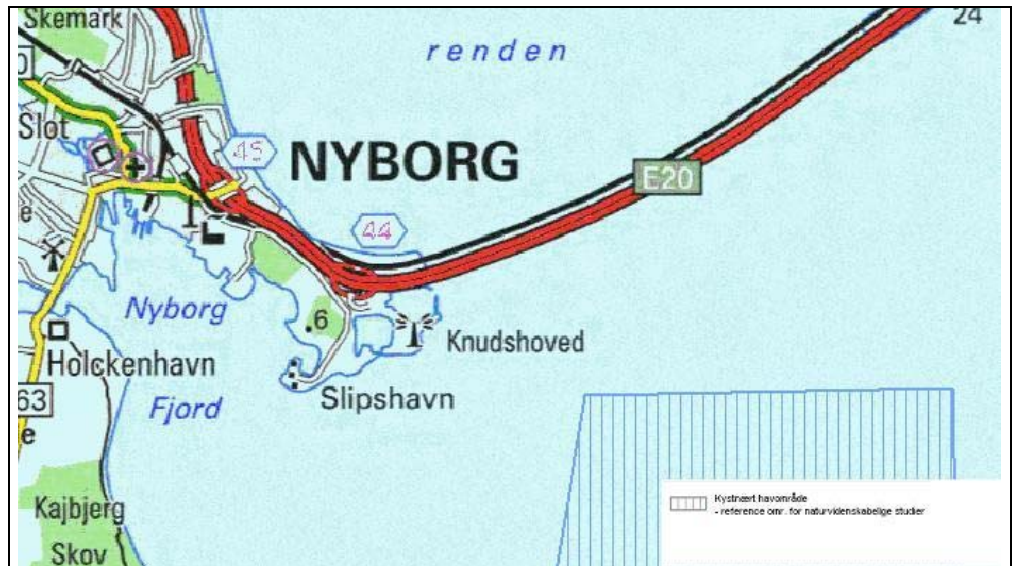 Skemark
24
renden
Slot
45
NYBORG
E20
44
Nyborg
6
Knudshoved
Holckenhavn
Slipshavn
63
Fjord
e
e
Kajbjerg
Skov
Kystnært havområde
- reference omr. for naturvidenskabelige studier